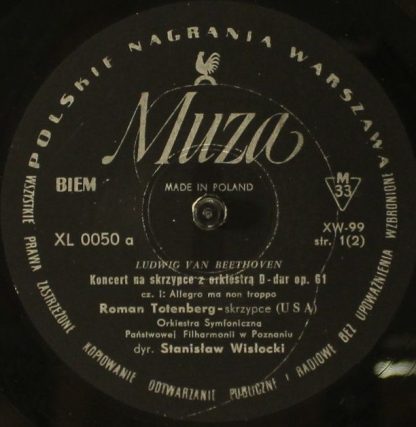 POLSKIE NAGRANIA WARSZAWA
Muza
BIEM
MADE IN POLAND
M
33
XL 0050 a
XW-99
str. 1(2)
LUDWIG VAN BEETHOVEN
Koncert na skrzypce z orkiestrą D-dur op. 61
cz. I: Allegro ma non troppo
Roman Totenberg - skrzypce (USA)
Orkiestra Symfoniczna
Państwowej Filharmonii w Poznaniu
dyr. Stanisław Wisłocki
WSZYSTKIE PRAWA ZASTRZEŻONE KOPIOWANIE ODTWARZANIE PUBLICZNE I RADIOWE BEZ UPOWAŻNIENIA WZBRONIONE